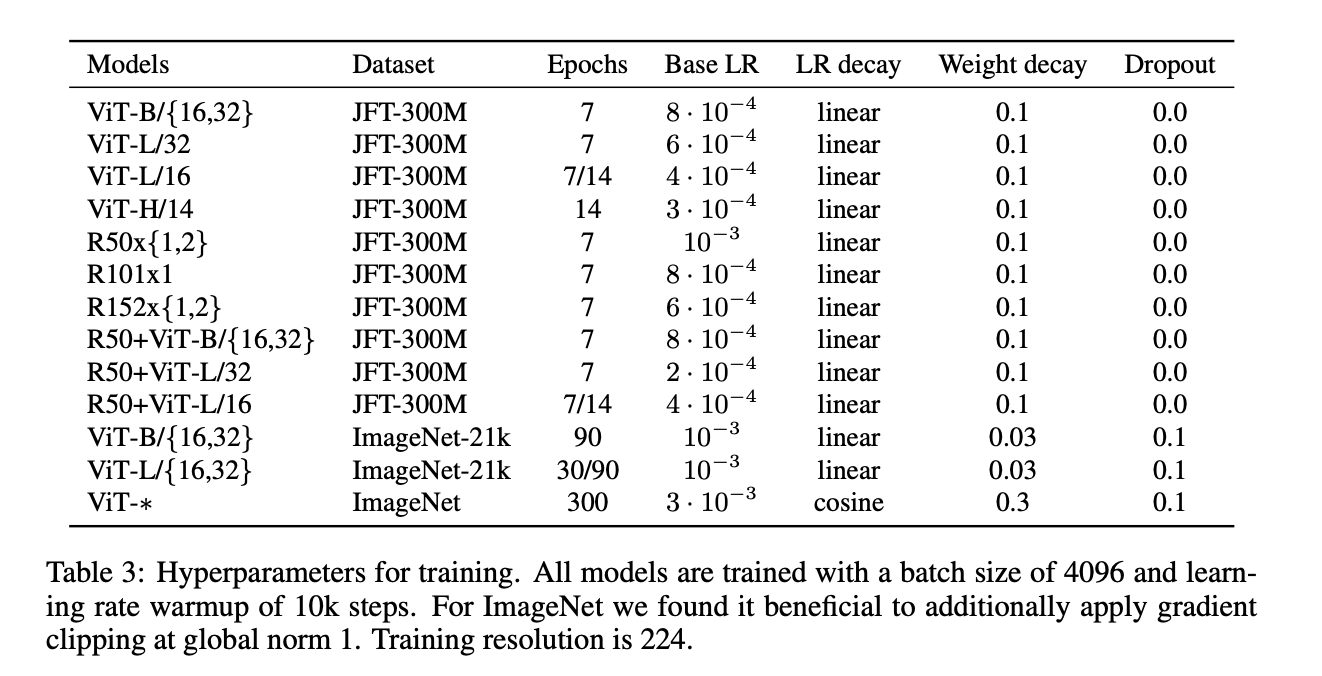 Models Dataset Epochs Base LR LR decay Weight decay Dropout
ViT-B/{16,32} JFT-300M 7 8 · 10⁻⁴ linear 0.1 0.0
ViT-L/32 JFT-300M 7 6 · 10⁻⁴ linear 0.1 0.0
ViT-L/16 JFT-300M 7/14 4 · 10⁻⁴ linear 0.1 0.0
ViT-H/14 JFT-300M 14 3 · 10⁻⁴ linear 0.1 0.0
R50x{1,2} JFT-300M 7 10⁻³ linear 0.1 0.0
R101x1 JFT-300M 7 8 · 10⁻⁴ linear 0.1 0.0
R152x{1,2} JFT-300M 7 6 · 10⁻⁴ linear 0.1 0.0
R50+ViT-B/{16,32} JFT-300M 7 8 · 10⁻⁴ linear 0.1 0.0
R50+ViT-L/32 JFT-300M 7 2 · 10⁻⁴ linear 0.1 0.0
R50+ViT-L/16 JFT-300M 7/14 4 · 10⁻⁴ linear 0.1 0.0
ViT-B/{16,32} ImageNet-21k 90 10⁻³ linear 0.03 0.1
ViT-L/{16,32} ImageNet-21k 30/90 10⁻³ linear 0.03 0.1
ViT-∗ ImageNet 300 3 · 10⁻³ cosine 0.3 0.1
Table 3: Hyperparameters for training. All models are trained with a batch size of 4096 and learn-
ing rate warmup of 10k steps. For ImageNet we found it beneficial to additionally apply gradient
clipping at global norm 1. Training resolution is 224.